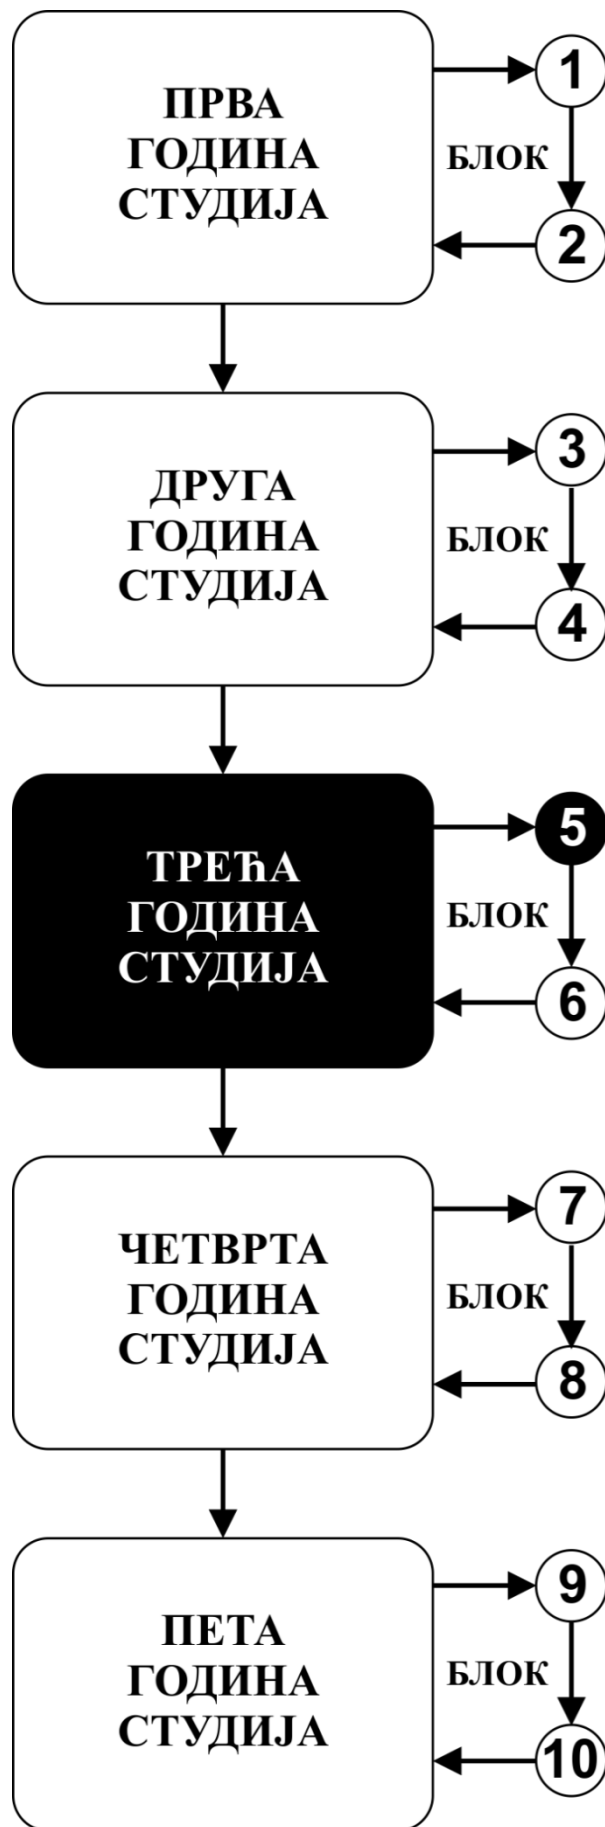 ПРВА
ГОДИНА
СТУДИЈА
1
БЛОК
2
ДРУГА
ГОДИНА
СТУДИЈА
3
БЛОК
4
ТРЕЋА
ГОДИНА
СТУДИЈА
5
БЛОК
6
ЧЕТВРТА
ГОДИНА
СТУДИЈА
7
БЛОК
8
ПЕТА
ГОДИНА
СТУДИЈА
9
БЛОК
10